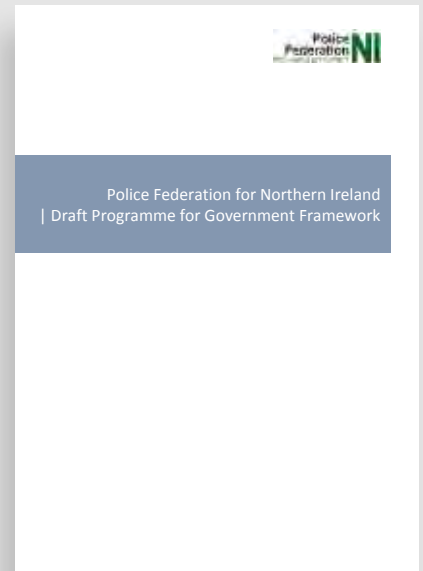 Police
Federation NI
Police Federation for Northern Ireland
| Draft Programme for Government Framework